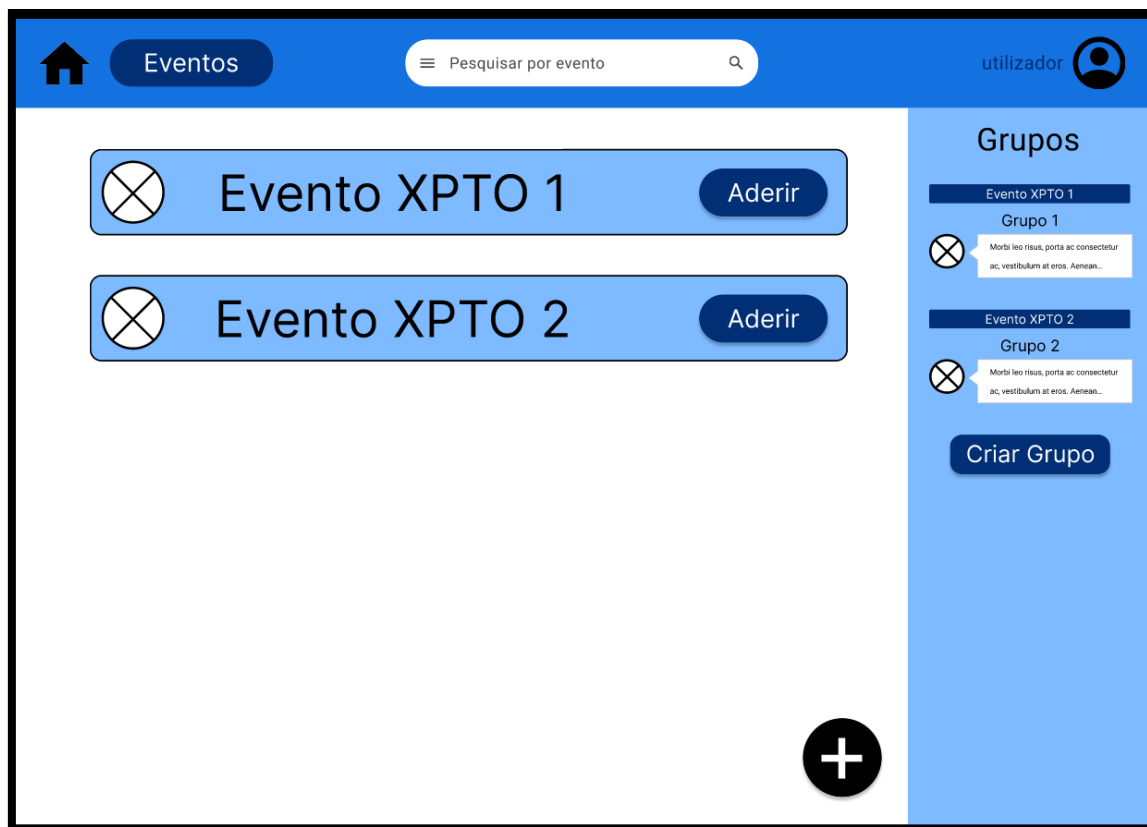 Eventos
Pesquisar por evento
utilizador
Evento XPTO 1
Aderir
Evento XPTO 2
Aderir
Grupos
Evento XPTO 1
Grupo 1
Morbi leo risus, porta ac consectetur
ac, vestibulum at eros. Aenean...
Evento XPTO 2
Grupo 2
Morbi leo risus, porta ac consectetur
ac, vestibulum at eros. Aenean...
Criar Grupo